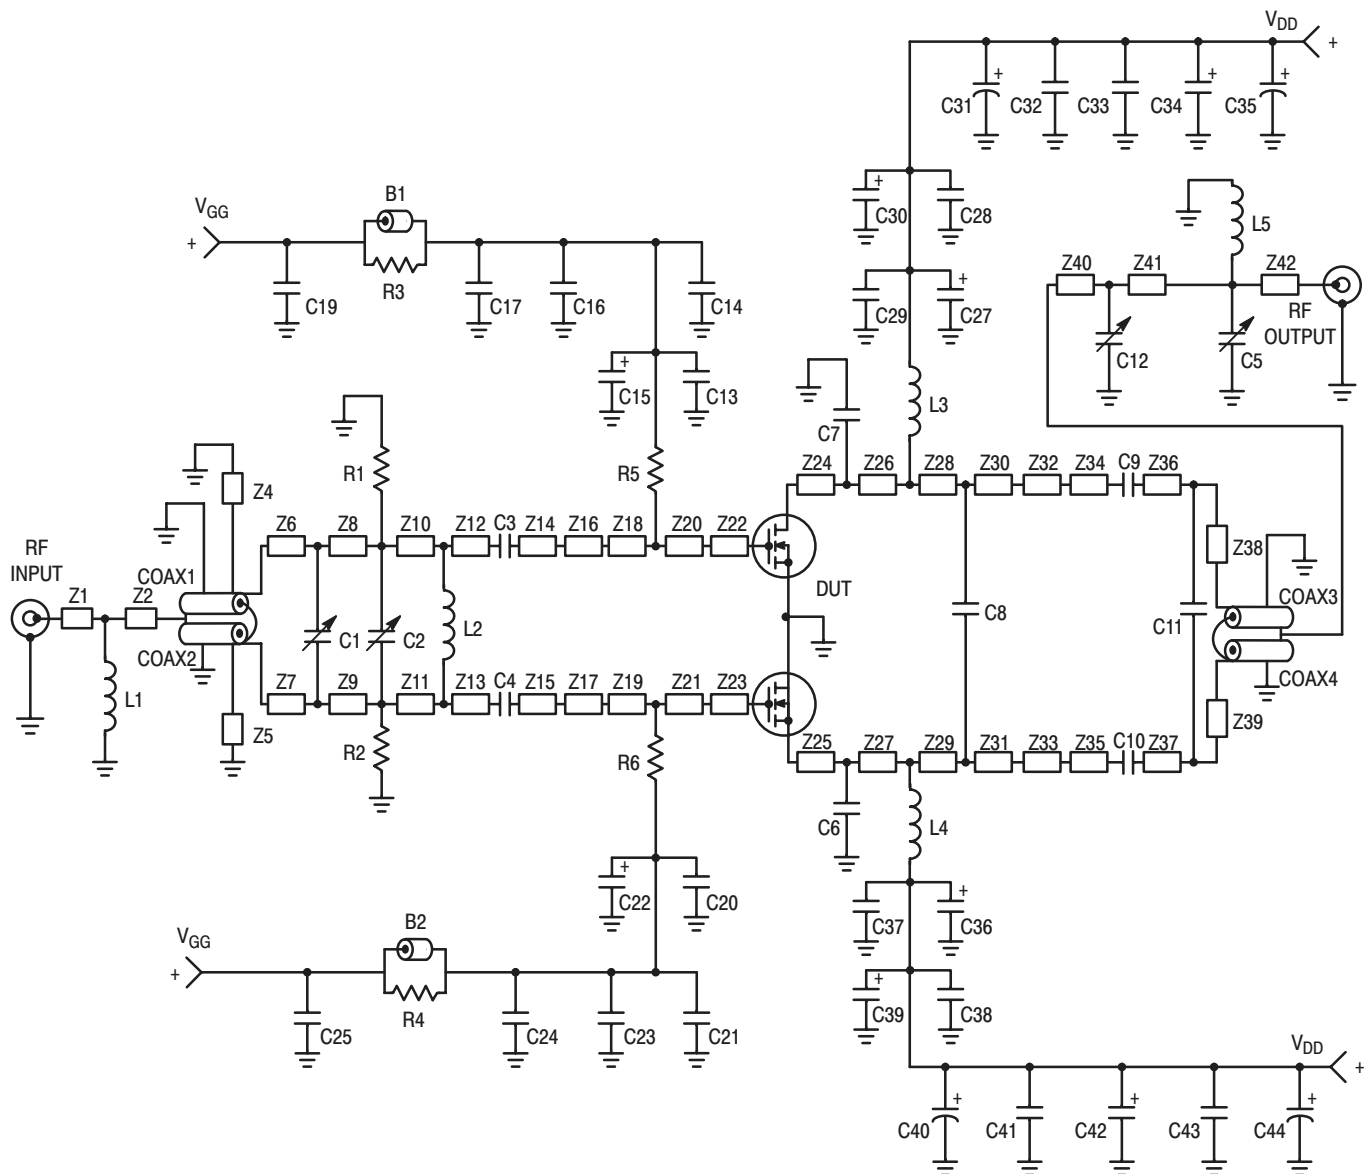 V_DD
+
+ + +
C31 C32 C33 C34 C35
B1
V_GG
+
+
C30 C28
L5
R3
C19 C17 C16 C14
+
C29 C27
Z40 Z41 Z42
RF
OUTPUT
C12 C5
+
C15 C13
L3
C7
R1
R5
Z24 Z26 Z28 Z30 Z32 Z34 C9 Z36
Z4
Z6 Z8 Z10 Z12 C3 Z14 Z16 Z18 Z20 Z22
RF
INPUT
Z38
COAX1
DUT
COAX3
Z1 Z2
C1 C2 L2
C8
C11
COAX2
COAX4
L1
Z7 Z9 Z11 Z13 C4 Z15 Z17 Z19 Z21 Z23
Z5
Z39
R2
R6
Z25 Z27 Z29 Z31 Z33 Z35 C10 Z37
C6
L4
+
C22 C20
+
C37 C36
B2
V_GG
+
R4
C25 C24 C23 C21
+
C39 C38
V_DD
+
+ + +
C40 C41 C42 C43 C44